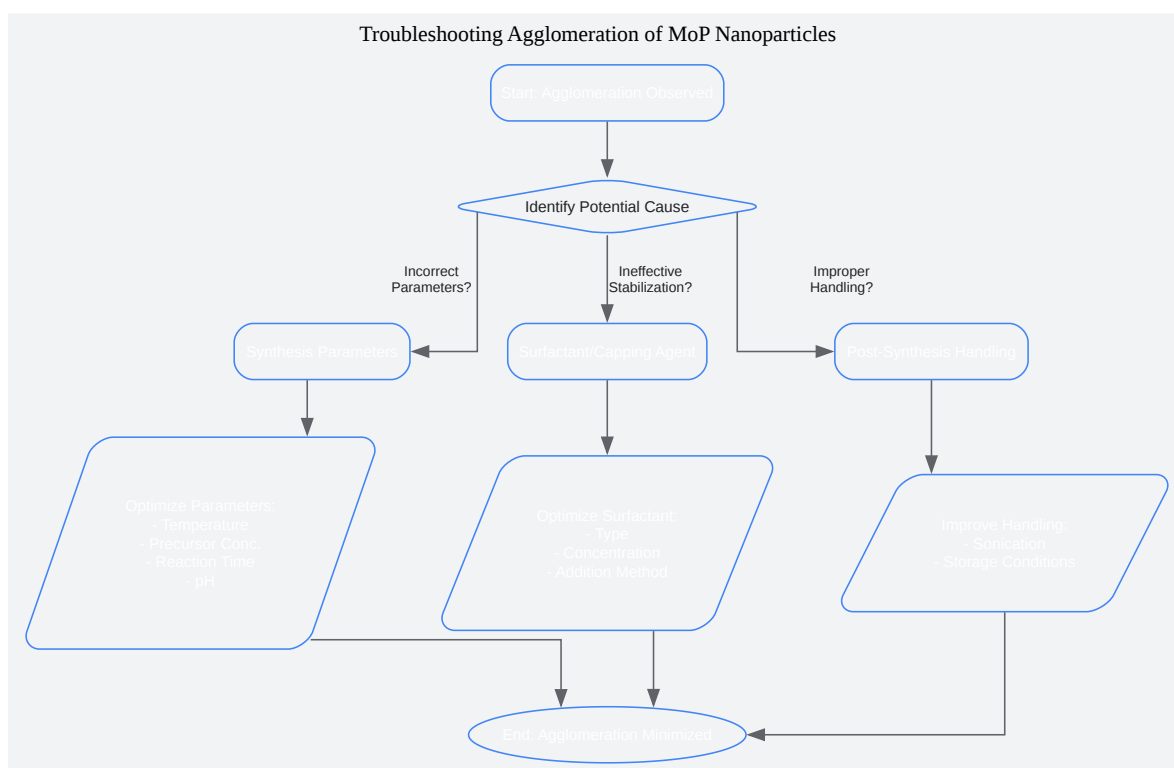 Troubleshooting Agglomeration of MoP Nanoparticles
Start: Agglomeration Observed
Identify Potential Cause
Incorrect
Parameters?
Ineffective
Stabilization?
Improper
Handling?
Synthesis Parameters
Surfactant/Capping Agent
Post-Synthesis Handling
Optimize Parameters:
- Temperature
- Precursor Conc.
- Reaction Time
- pH
Optimize Surfactant:
- Type
- Concentration
- Addition Method
Improve Handling:
- Sonication
- Storage Conditions
End: Agglomeration Minimized